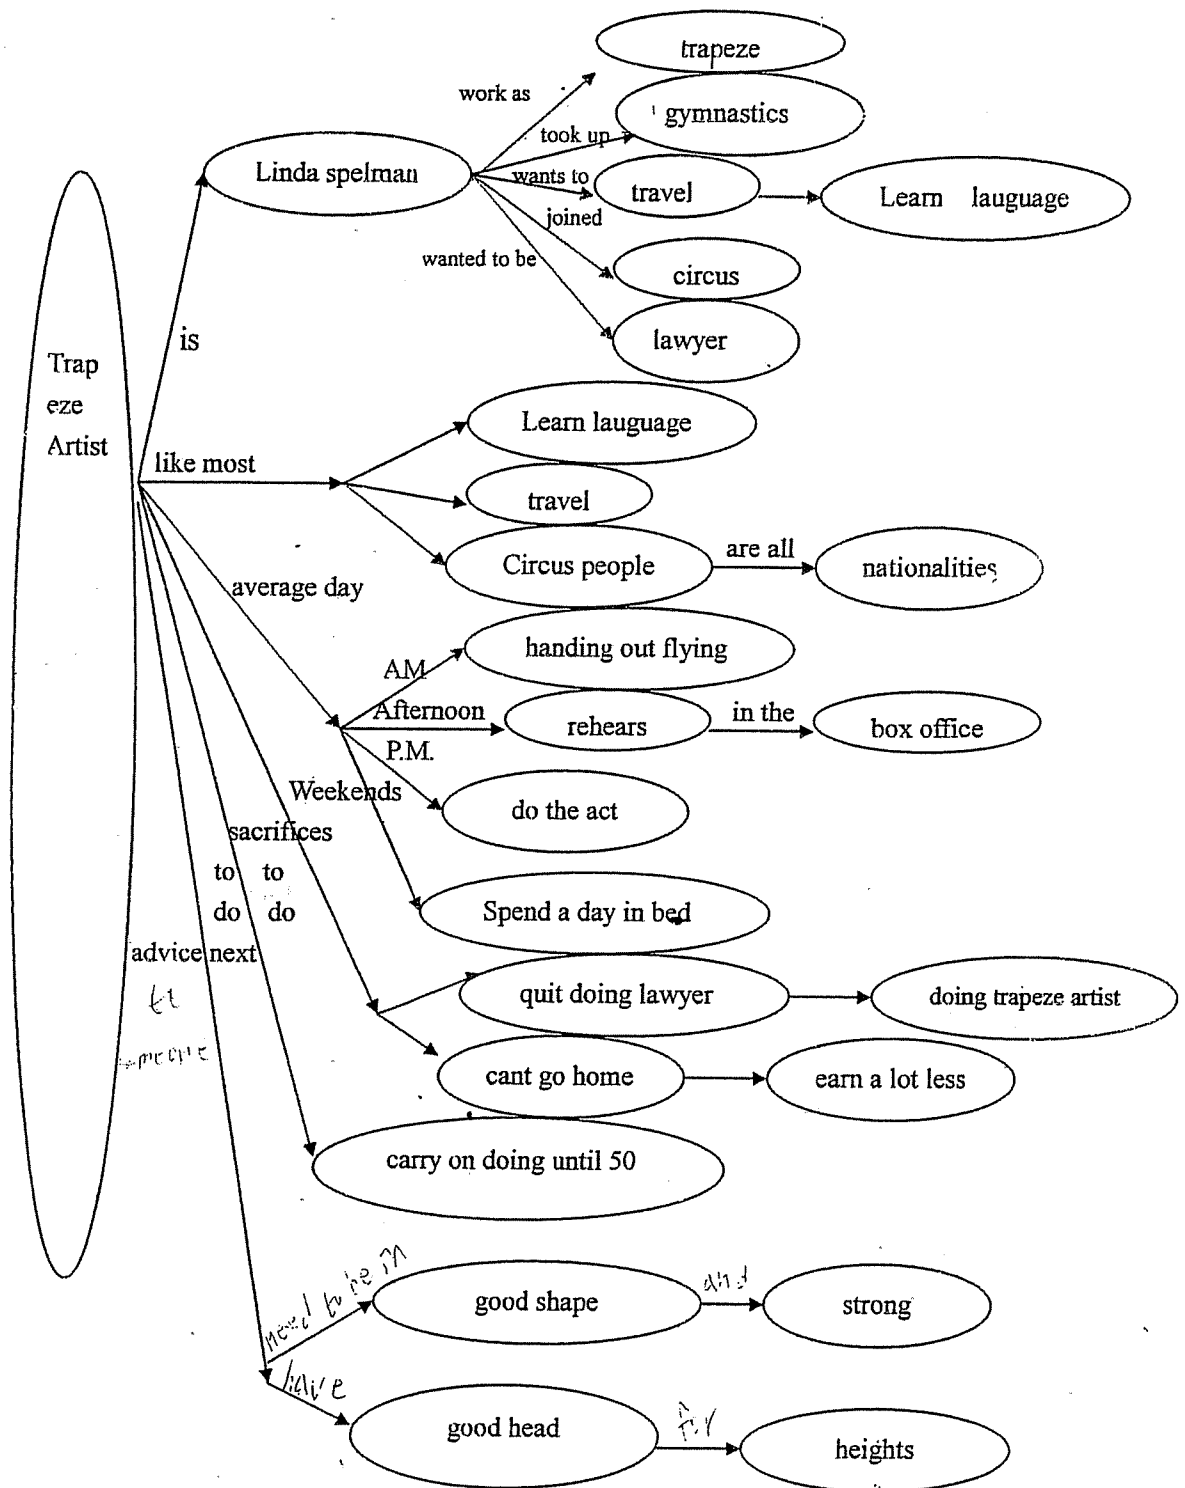 trapeze
work as
gymnastics
took up
Linda spelman
wants to
travel
Learn lauguage
joined
wanted to be
circus
lawyer
is
Trap
eze
Artist
Learn lauguage
like most
travel
Circus people
are all
nationalities
average day
handing out flying
AM
Afternoon
rehears
in the
box office
P.M.
Weekends
do the act
sacrifices
to to
do do
Spend a day in bed
advice next
quit doing lawyer
doing trapeze artist
cant go home
earn a lot less
carry on doing until 50
need to be in
good shape
and
strong
have
good head
for
heights